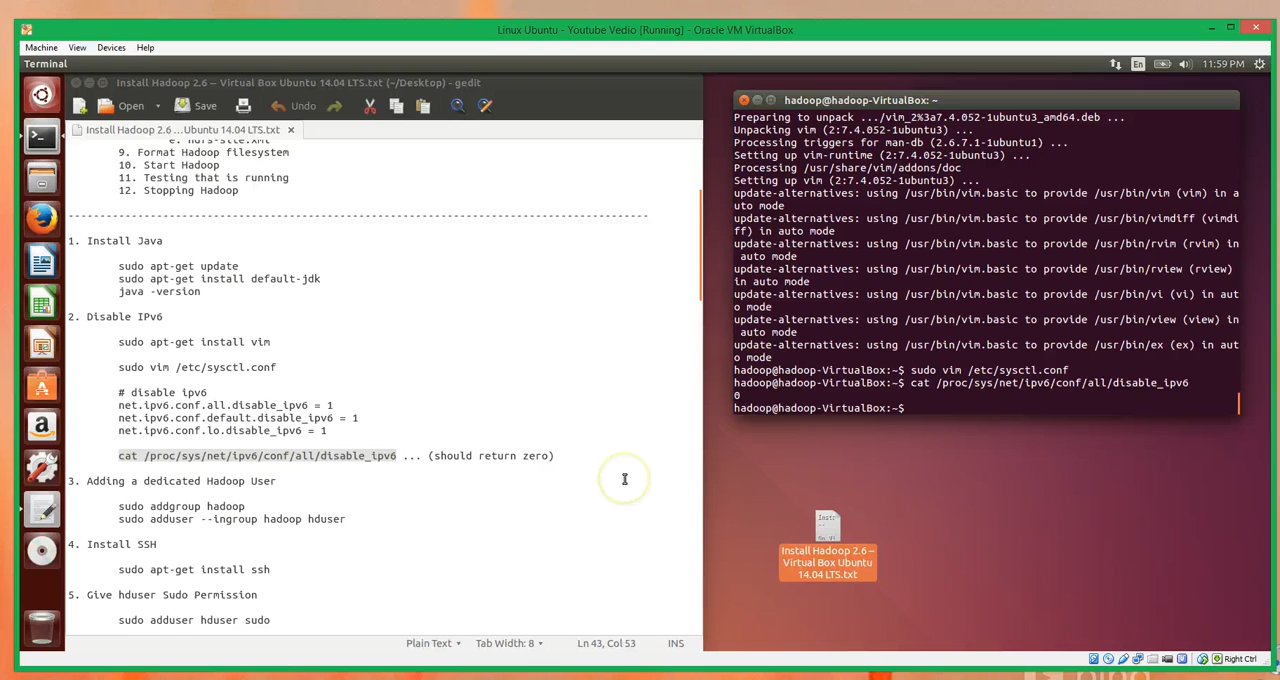 Linux Ubuntu - Youtube Vedio [Running] - Oracle VM VirtualBox
Machine View Devices Help
Terminal
En
11:59 PM
Install Hadoop 2.6 – Virtual Box Ubuntu 14.04 LTS.txt (~/Desktop) - gedit
Open Save Undo
Install Hadoop 2.6 ...Ubuntu 14.04 LTS.txt ×
e. hdfs-site.xml
9. Format Hadoop filesystem
10. Start Hadoop
11. Testing that is running
12. Stopping Hadoop
--------------------------------------------------------------------------------------------
1. Install Java
sudo apt-get update
sudo apt-get install default-jdk
java -version
2. Disable IPv6
sudo apt-get install vim
sudo vim /etc/sysctl.conf
# disable ipv6
net.ipv6.conf.all.disable_ipv6 = 1
net.ipv6.conf.default.disable_ipv6 = 1
net.ipv6.conf.lo.disable_ipv6 = 1
cat /proc/sys/net/ipv6/conf/all/disable_ipv6 ... (should return zero)
3. Adding a dedicated Hadoop User
sudo addgroup hadoop
sudo adduser --ingroup hadoop hduser
4. Install SSH
sudo apt-get install ssh
5. Give hduser Sudo Permission
sudo adduser hduser sudo
Plain Text Tab Width: 8 Ln 43, Col 53 INS
hadoop@hadoop-VirtualBox: ~
Preparing to unpack .../vim_2%3a7.4.052-1ubuntu3_amd64.deb ...
Unpacking vim (2:7.4.052-1ubuntu3) ...
Processing triggers for man-db (2.6.7.1-1ubuntu1) ...
Setting up vim-runtime (2:7.4.052-1ubuntu3) ...
Processing /usr/share/vim/addons/doc
Setting up vim (2:7.4.052-1ubuntu3) ...
update-alternatives: using /usr/bin/vim.basic to provide /usr/bin/vim (vim) in a
uto mode
update-alternatives: using /usr/bin/vim.basic to provide /usr/bin/vimdiff (vimdi
ff) in auto mode
update-alternatives: using /usr/bin/vim.basic to provide /usr/bin/rvim (rvim) in
 auto mode
update-alternatives: using /usr/bin/vim.basic to provide /usr/bin/rview (rview)
in auto mode
update-alternatives: using /usr/bin/vim.basic to provide /usr/bin/vi (vi) in aut
o mode
update-alternatives: using /usr/bin/vim.basic to provide /usr/bin/view (view) in
 auto mode
update-alternatives: using /usr/bin/vim.basic to provide /usr/bin/ex (ex) in aut
o mode
hadoop@hadoop-VirtualBox:~$ sudo vim /etc/sysctl.conf
hadoop@hadoop-VirtualBox:~$ cat /proc/sys/net/ipv6/conf/all/disable_ipv6
0
hadoop@hadoop-VirtualBox:~$
Install Hadoop 2.6 –
Virtual Box Ubuntu
14.04 LTS.txt
Right Ctrl